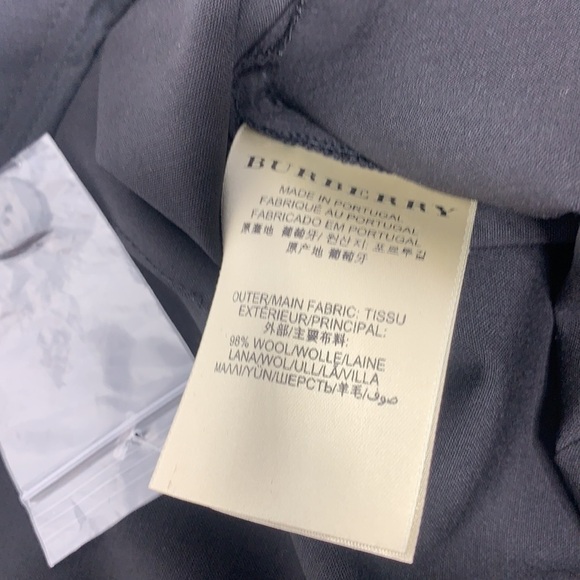 BURBERRY
MADE IN PORTUGAL
FABRIQUÉ AU PORTUGAL
FABRICADO EM PORTUGAL
原產地 葡萄牙/원산지 포르투갈
原产地 葡萄牙
OUTER/MAIN FABRIC: TISSU
EXTÉRIEUR/PRINCIPAL:
外部/主要布料:
98% WOOL/WOLLE/LAINE
LANA/WOL/ULL/LÃ/VILLA
ΜΑΛΛΙ/YÜN/ШЕРСТЬ/羊毛/صوف